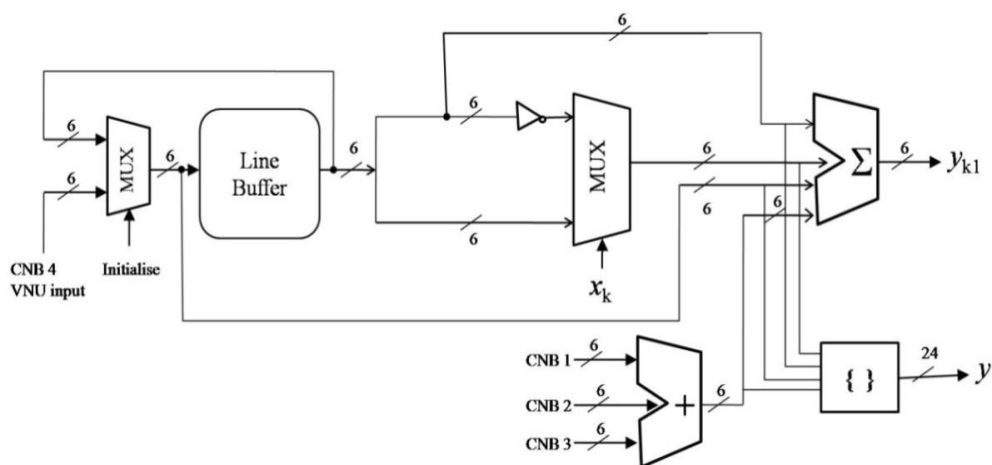 6
6
6
MUX
6
Line
Buffer
6
6
6
MUX
x_k
6
6
6
Σ
6
y_k1
CNB 4
VNU input
Initialise
CNB 1
6
CNB 2
6
CNB 3
6
+
6
{ }
24
y